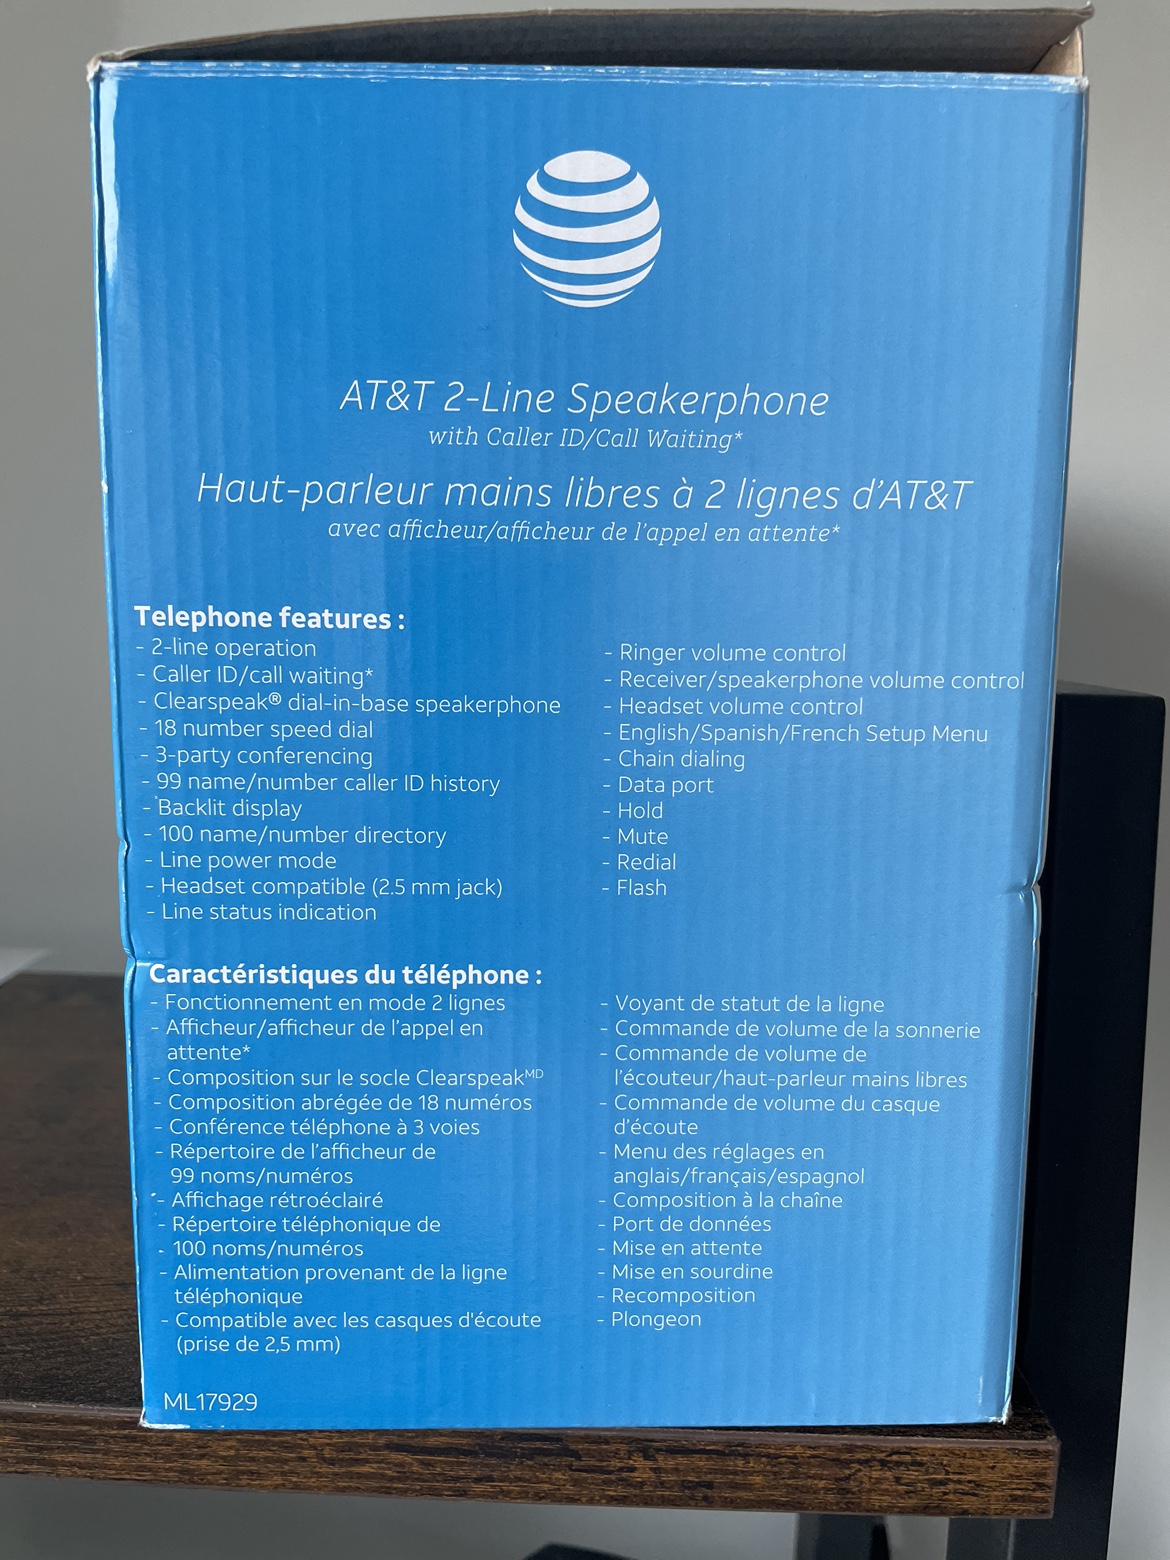 AT&T 2-Line Speakerphone
with Caller ID/Call Waiting*
Haut-parleur mains libres à 2 lignes d'AT&T
avec afficheur/afficheur de l'appel en attente*
Telephone features :
- 2-line operation
- Caller ID/call waiting*
- Clearspeak® dial-in-base speakerphone
- 18 number speed dial
- 3-party conferencing
- 99 name/number caller ID history
- Backlit display
- 100 name/number directory
- Line power mode
- Headset compatible (2.5 mm jack)
- Line status indication
- Ringer volume control
- Receiver/speakerphone volume control
- Headset volume control
- English/Spanish/French Setup Menu
- Chain dialing
- Data port
- Hold
- Mute
- Redial
- Flash
Caractéristiques du téléphone :
- Fonctionnement en mode 2 lignes
- Afficheur/afficheur de l'appel en
attente*
- Composition sur le socle Clearspeak MD
- Composition abrégée de 18 numéros
- Conférence téléphone à 3 voies
- Répertoire de l'afficheur de
99 noms/numéros
- Affichage rétroéclairé
- Répertoire téléphonique de
- 100 noms/numéros
- Alimentation provenant de la ligne
téléphonique
- Compatible avec les casques d'écoute
(prise de 2,5 mm)
- Voyant de statut de la ligne
- Commande de volume de la sonnerie
- Commande de volume de
l'écouteur/haut-parleur mains libres
- Commande de volume du casque
d'écoute
- Menu des réglages en
anglais/français/espagnol
- Composition à la chaîne
- Port de données
- Mise en attente
- Mise en sourdine
- Recomposition
- Plongeon
ML17929